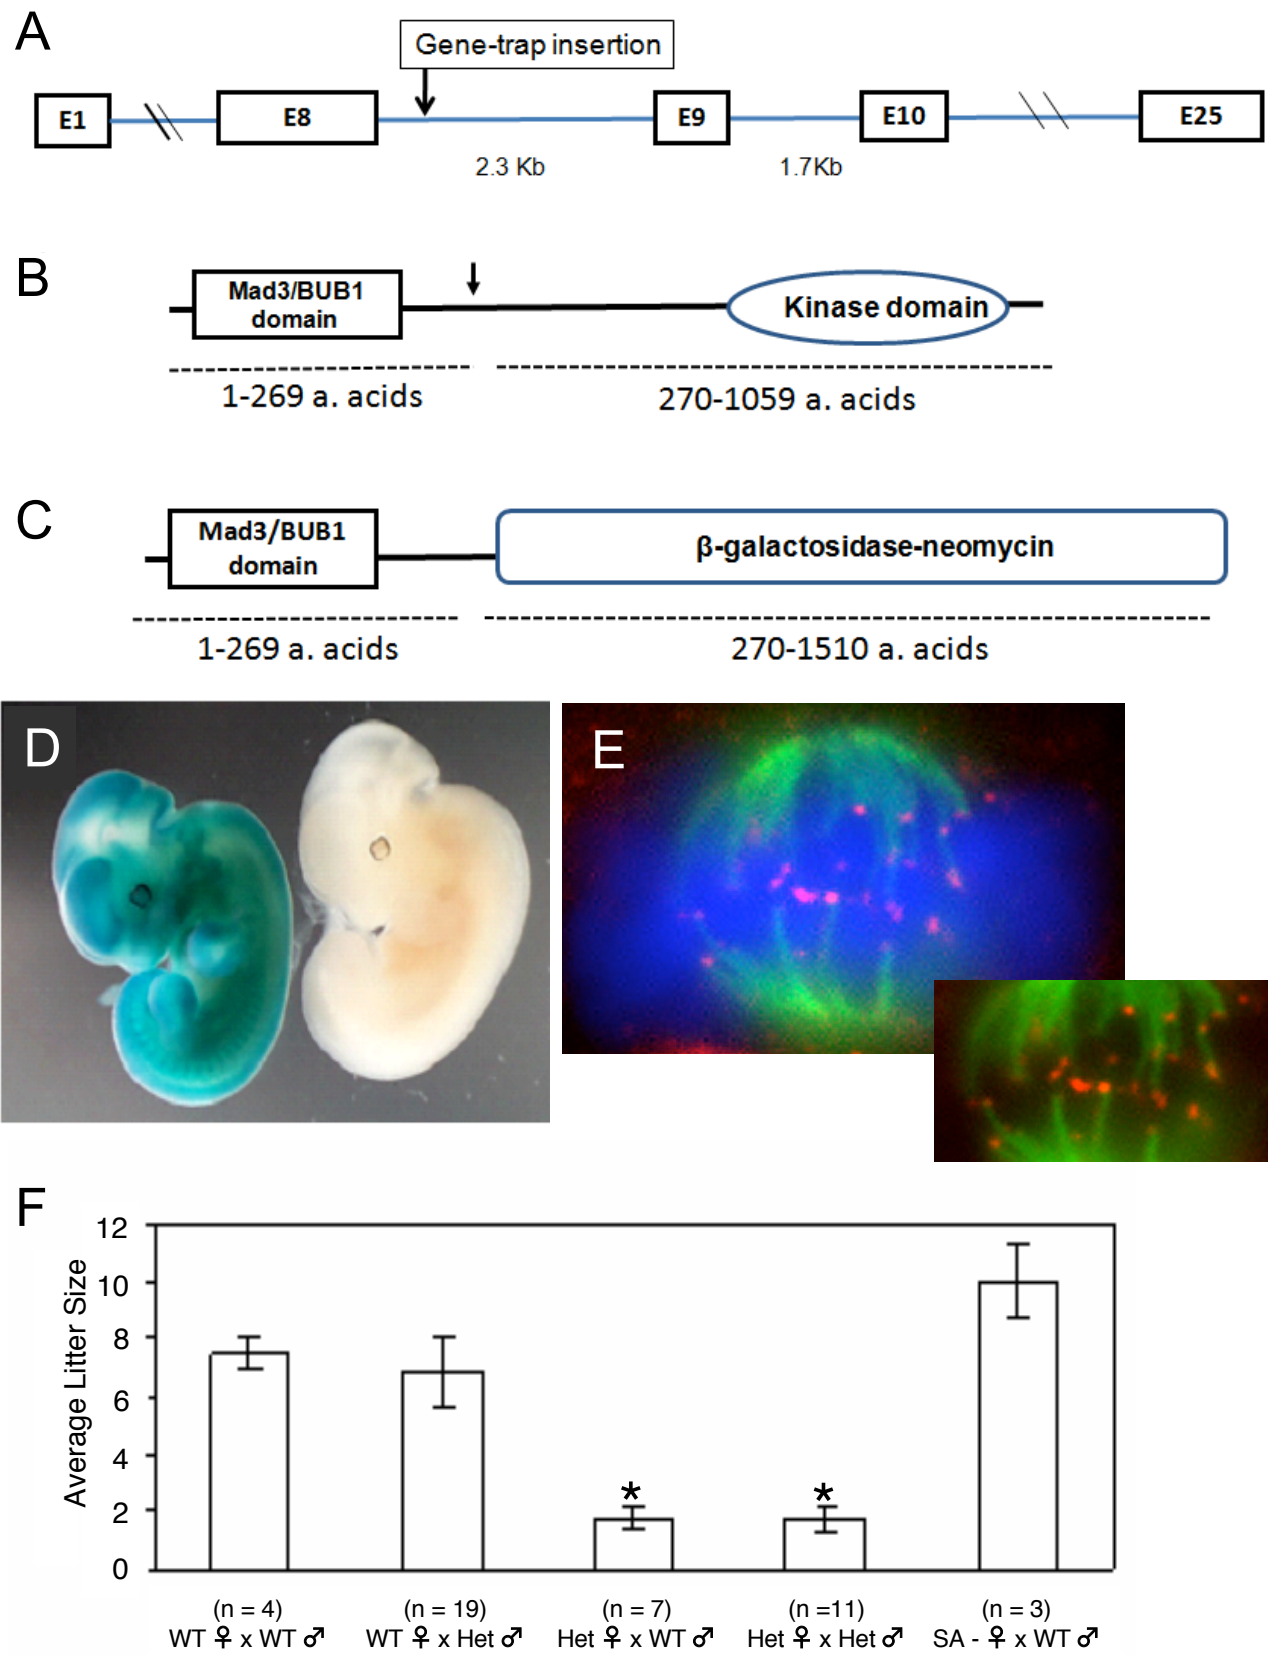 A
Gene-trap insertion
E1
E8
E9
E10
E25
2.3 Kb
1.7Kb
B
Mad3/BUB1
domain
Kinase domain
1-269 a. acids
270-1059 a. acids
C
Mad3/BUB1
domain
β-galactosidase-neomycin
1-269 a. acids
270-1510 a. acids
D
E
F
Average Litter Size
12
10
8
6
4
2
0
*
*
(n = 4)
WT ♀ x WT ♂
(n = 19)
WT ♀ x Het ♂
(n = 7)
Het ♀ x WT ♂
(n =11)
Het ♀ x Het ♂
(n = 3)
SA - ♀ x WT ♂